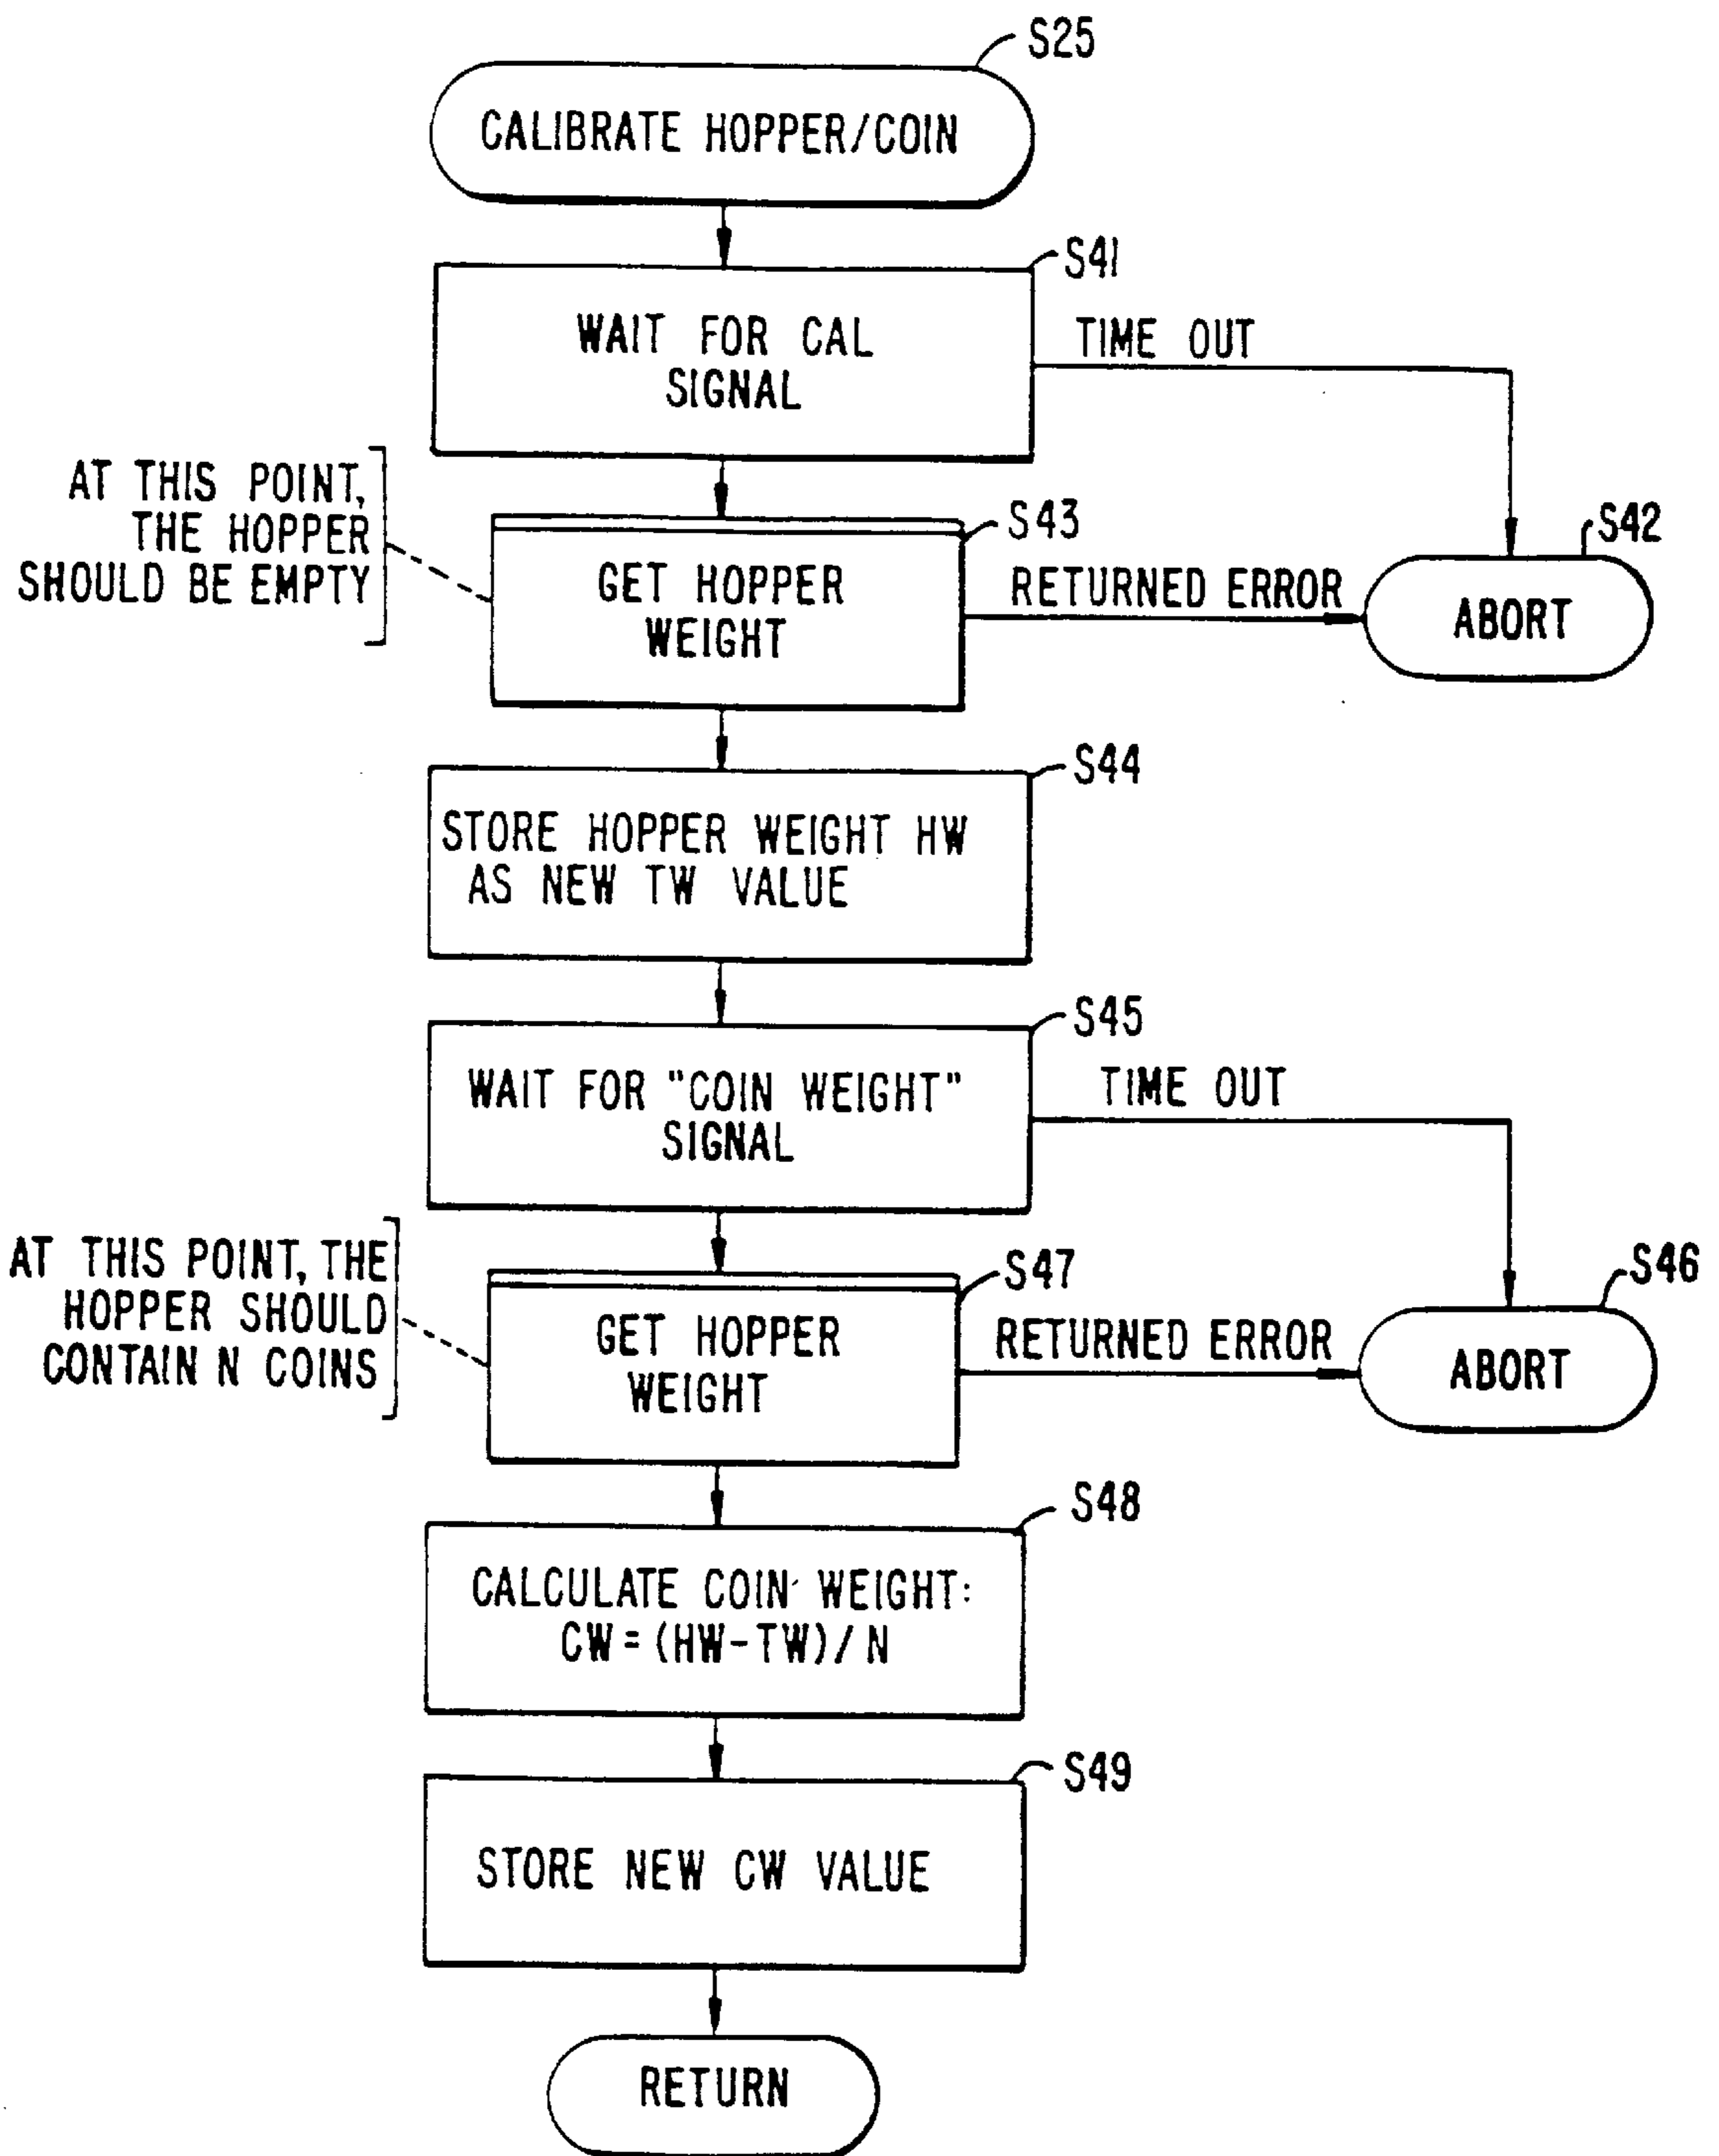 S25
CALIBRATE HOPPER/COIN
S41
WAIT FOR CAL
SIGNAL
TIME OUT
AT THIS POINT,
THE HOPPER
SHOULD BE EMPTY
S43
GET HOPPER
WEIGHT
RETURNED ERROR
S42
ABORT
S44
STORE HOPPER WEIGHT HW
AS NEW TW VALUE
S45
WAIT FOR "COIN WEIGHT"
SIGNAL
TIME OUT
AT THIS POINT, THE
HOPPER SHOULD
CONTAIN N COINS
S47
GET HOPPER
WEIGHT
RETURNED ERROR
S46
ABORT
S48
CALCULATE COIN WEIGHT:
CW=(HW-TW)/N
S49
STORE NEW CW VALUE
RETURN